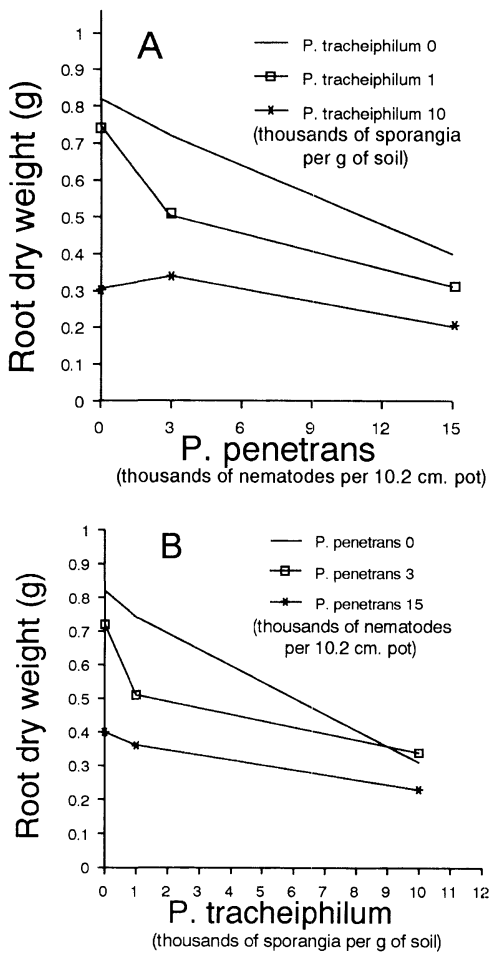 A
P. tracheiphilum 0
P. tracheiphilum 1
P. tracheiphilum 10
(thousands of sporangia
per g of soil)
Root dry weight (g)
1
0.9
0.8
0.7
0.6
0.5
0.4
0.3
0.2
0.1
0
0 3 6 9 12 15
P. penetrans
(thousands of nematodes per 10.2 cm. pot)
B
P. penetrans 0
P. penetrans 3
P. penetrans 15
(thousands of nematodes
per 10.2 cm. pot)
Root dry weight (g)
1
0.9
0.8
0.7
0.6
0.5
0.4
0.3
0.2
0.1
0
0 1 2 3 4 5 6 7 8 9 10 11 12
P. tracheiphilum
(thousands of sporangia per g of soil)